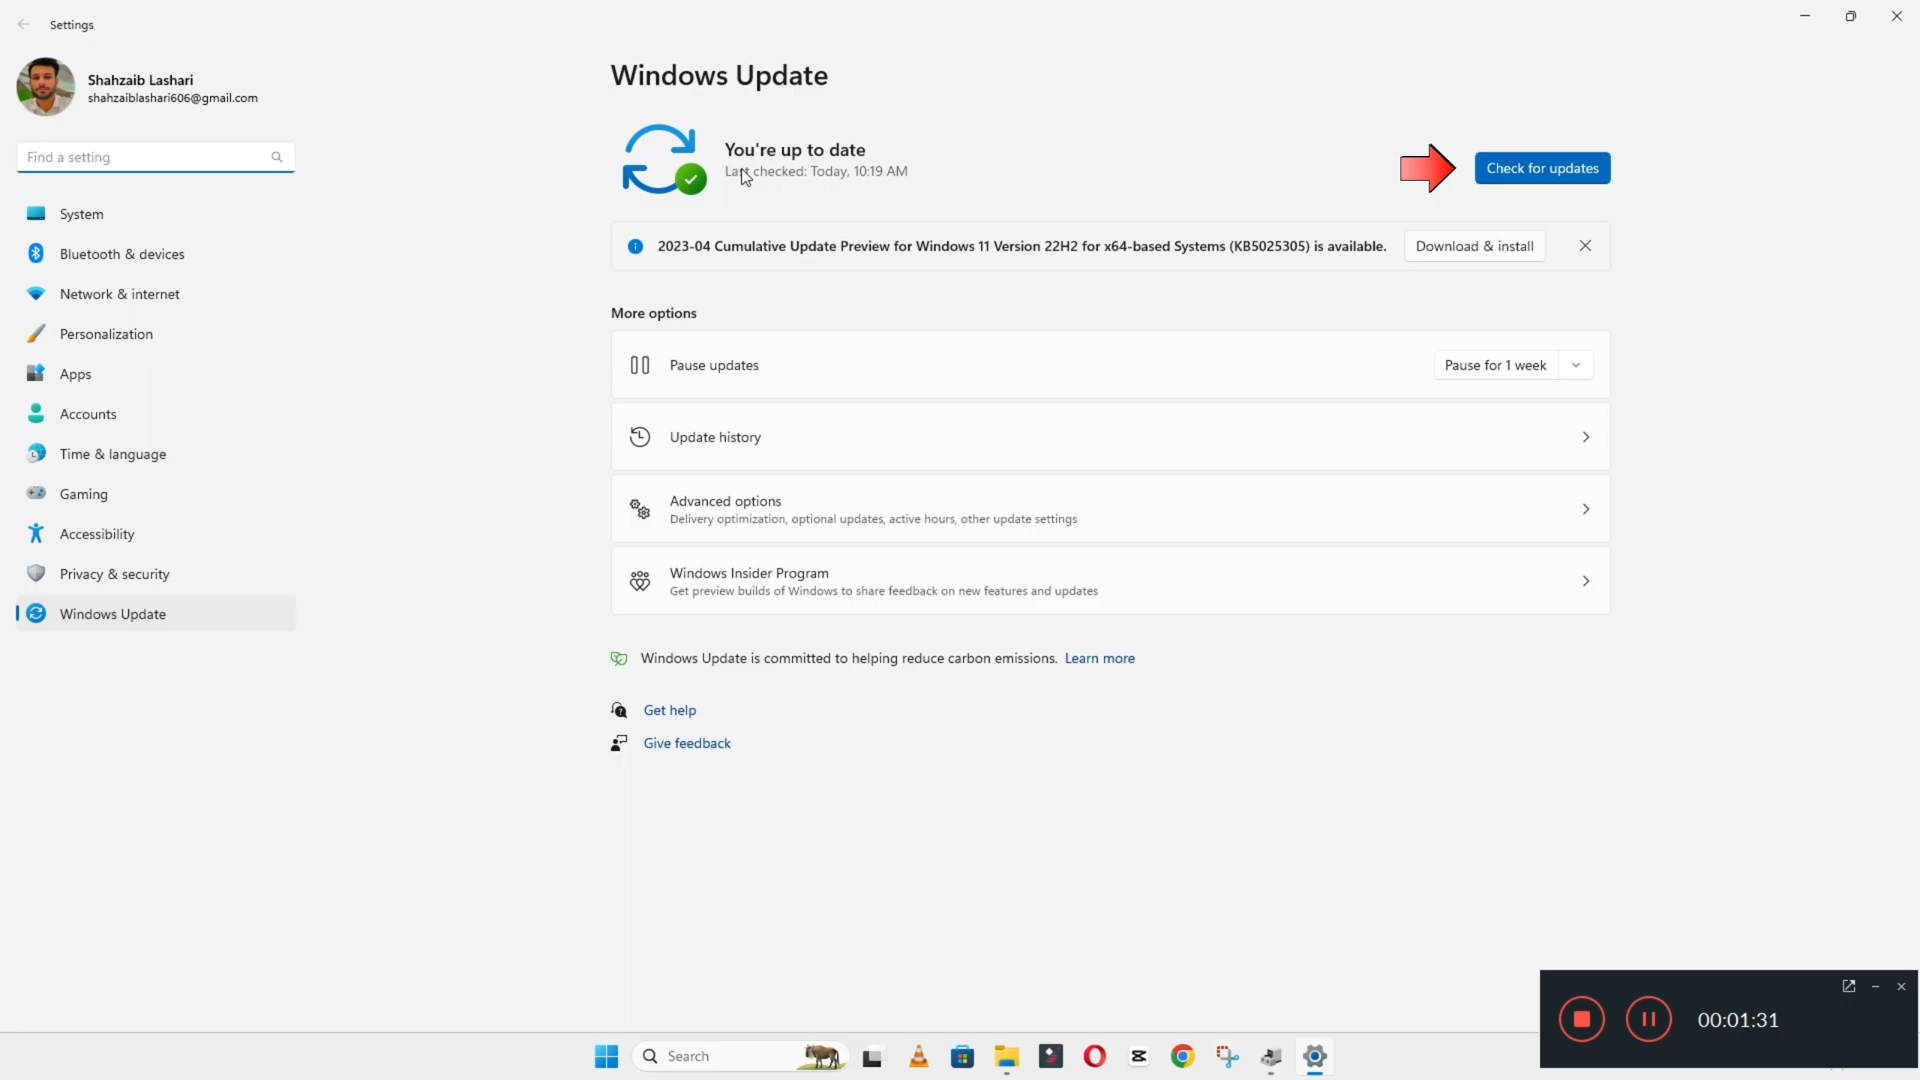 Settings
Shahzaib Lashari
shahzaiblashari606@gmail.com
Find a setting
System
Bluetooth & devices
Network & internet
Personalization
Apps
Accounts
Time & language
Gaming
Accessibility
Privacy & security
Windows Update
Windows Update
You're up to date
Last checked: Today, 10:19 AM
Check for updates
2023-04 Cumulative Update Preview for Windows 11 Version 22H2 for x64-based Systems (KB5025305) is available.
Download & install
More options
Pause updates
Pause for 1 week
Update history
Advanced options
Delivery optimization, optional updates, active hours, other update settings
Windows Insider Program
Get preview builds of Windows to share feedback on new features and updates
Windows Update is committed to helping reduce carbon emissions. Learn more
Get help
Give feedback
00:01:31
Search